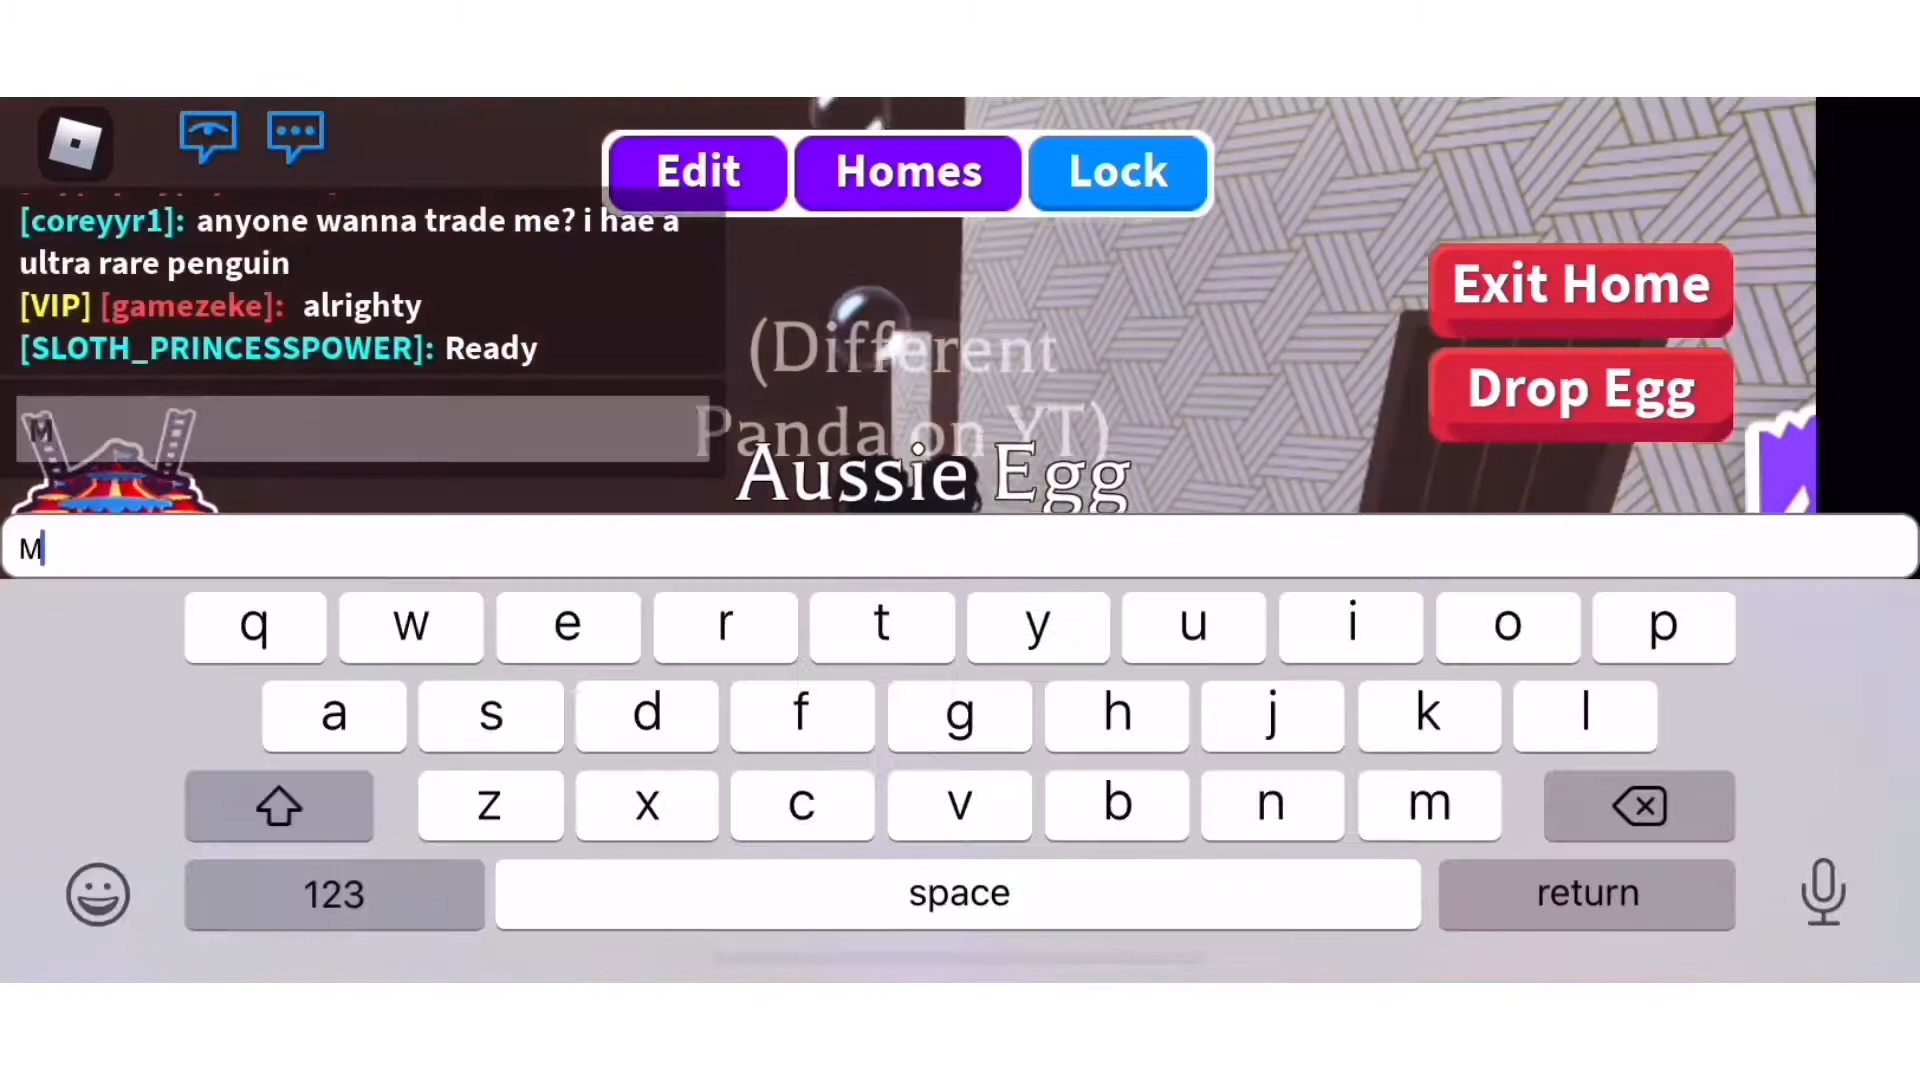 Edit Homes Lock
[coreyyr1]: anyone wanna trade me? i hae a
ultra rare penguin
[VIP] [gamezeke]: alrighty
[SLOTH_PRINCESSPOWER]: Ready
Exit Home
Drop Egg
(Different
Panda on YT)
Aussie Egg
M
M
q w e r t y u i o p
a s d f g h j k l
z x c v b n m
123 space return